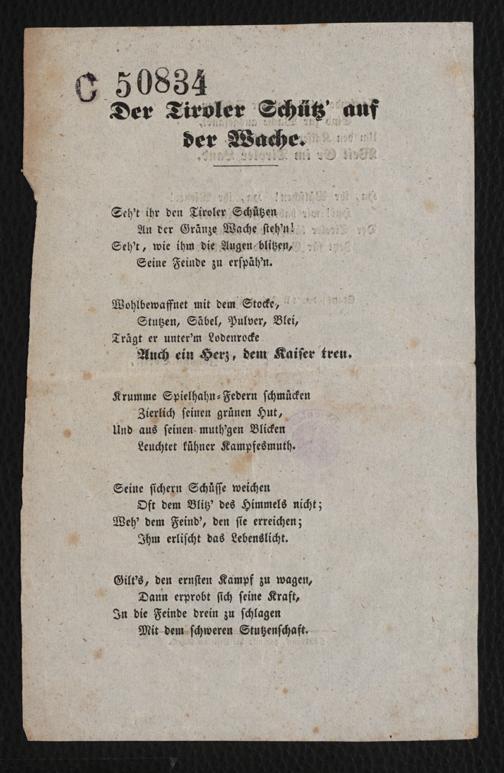 C 50834
Der Tiroler Schütz' auf
der Wache.
Seh't ihr den Tiroler Schützen
An der Gränze Wache steh'n!
Seh't, wie ihm die Augen blitzen,
Seine Feinde zu erspäh'n.
Wohlbewaffnet mit dem Stocke,
Stutzen, Säbel, Pulver, Blei,
Trägt er unter'm Lodenrocke
Auch ein Herz, dem Kaiser treu.
Krumme Spielhahn-Federn schmücken
Zierlich seinen grünen Hut,
Und aus seinen muth'gen Blicken
Leuchtet kühner Kampfesmuth.
Seine sichern Schüsse weichen
Oft dem Blitz' des Himmels nicht;
Weh' dem Feind', den sie erreichen;
Ihm erlischt das Lebenslicht.
Gilt's, den ernsten Kampf zu wagen,
Dann erprobt sich seine Kraft,
In die Feinde drein zu schlagen
Mit dem schweren Stutzenschaft.